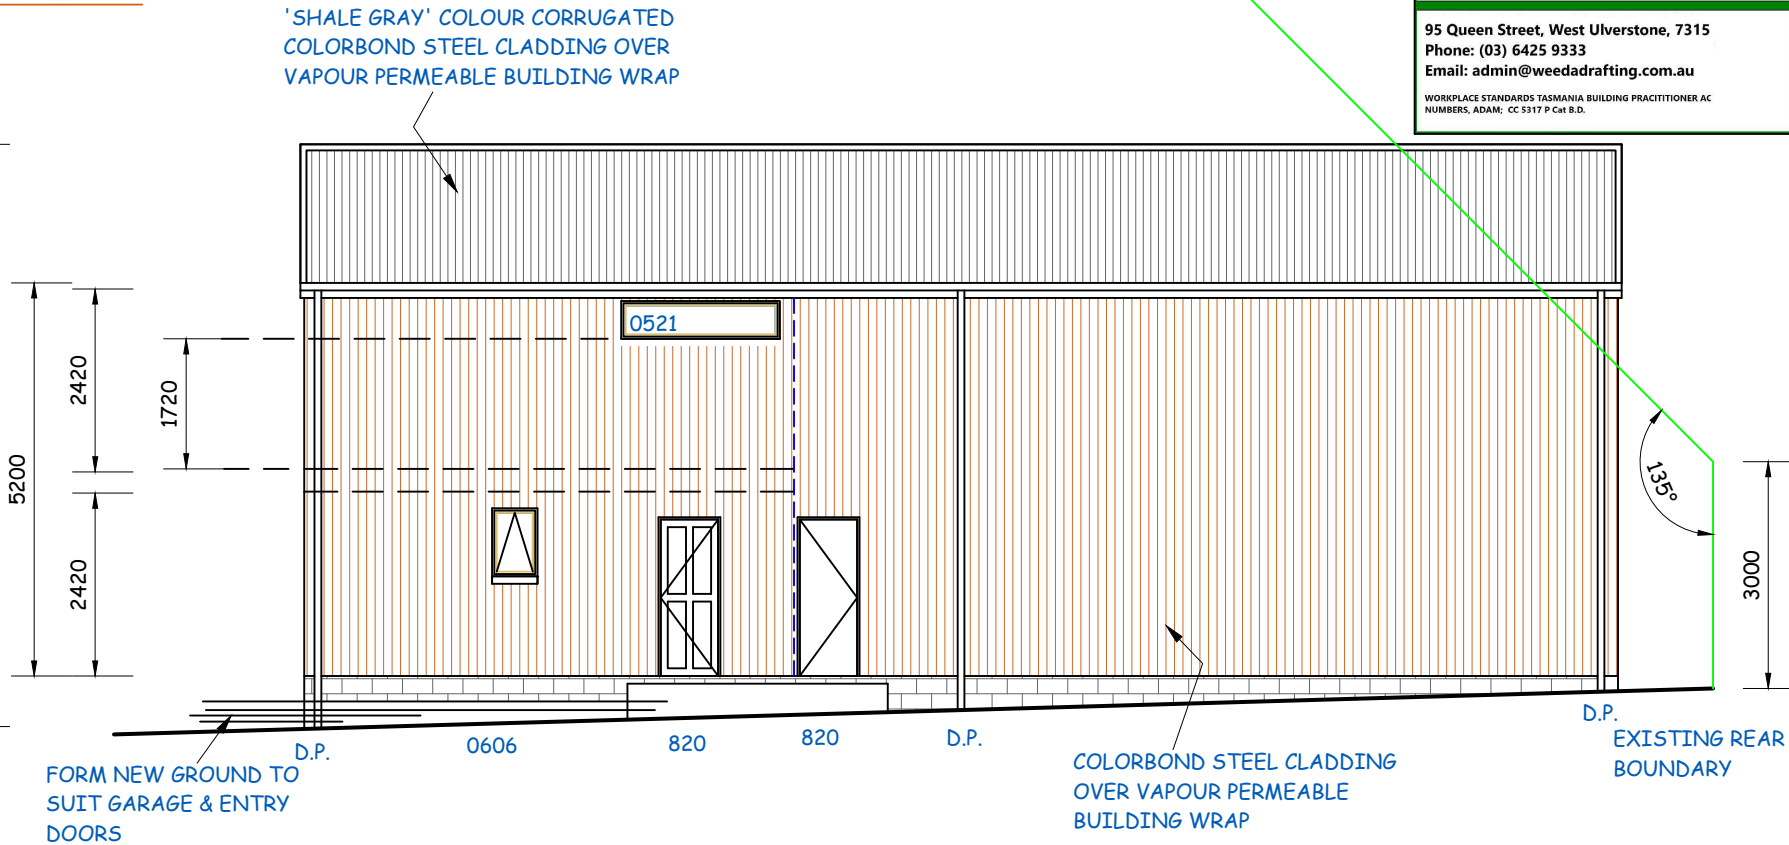 'SHALE GRAY' COLOUR CORRUGATED
COLORBOND STEEL CLADDING OVER
VAPOUR PERMEABLE BUILDING WRAP
95 Queen Street, West Ulverstone, 7315
Phone: (03) 6425 9333
Email: admin@weedadrafting.com.au
WORKPLACE STANDARDS TASMANIA BUILDING PRACITITIONER AC
NUMBERS, ADAM; CC 5317 P Cat B.D.
0521
2420
1720
5200
2420
135°
3000
D.P.
0606
820
820
D.P.
D.P.
EXISTING REAR
BOUNDARY
FORM NEW GROUND TO
SUIT GARAGE & ENTRY
DOORS
COLORBOND STEEL CLADDING
OVER VAPOUR PERMEABLE
BUILDING WRAP